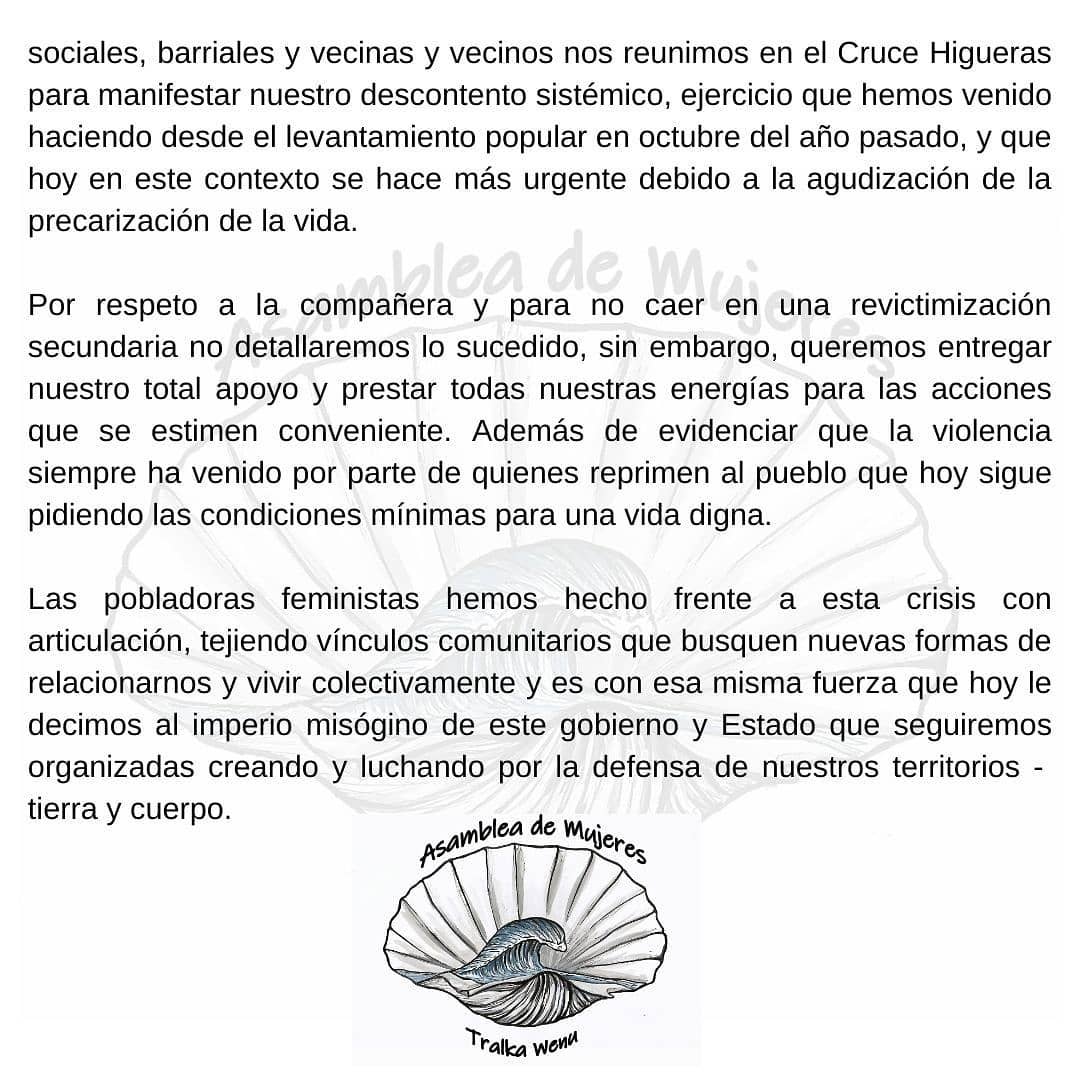 sociales, barriales y vecinas y vecinos nos reunimos en el Cruce Higueras
para manifestar nuestro descontento sistémico, ejercicio que hemos venido
haciendo desde el levantamiento popular en octubre del año pasado, y que
hoy en este contexto se hace más urgente debido a la agudización de la
precarización de la vida.
Asamblea de Mujeres
Por respeto a la compañera y para no caer en una revictimización
secundaria no detallaremos lo sucedido, sin embargo, queremos entregar
nuestro total apoyo y prestar todas nuestras energías para las acciones
que se estimen conveniente. Además de evidenciar que la violencia
siempre ha venido por parte de quienes reprimen al pueblo que hoy sigue
pidiendo las condiciones mínimas para una vida digna.
Las pobladoras feministas hemos hecho frente a esta crisis con
articulación, tejiendo vínculos comunitarios que busquen nuevas formas de
relacionarnos y vivir colectivamente y es con esa misma fuerza que hoy le
decimos al imperio misógino de este gobierno y Estado que seguiremos
organizadas creando y luchando por la defensa de nuestros territorios -
tierra y cuerpo.
Asamblea de Mujeres
Tralka Wenu